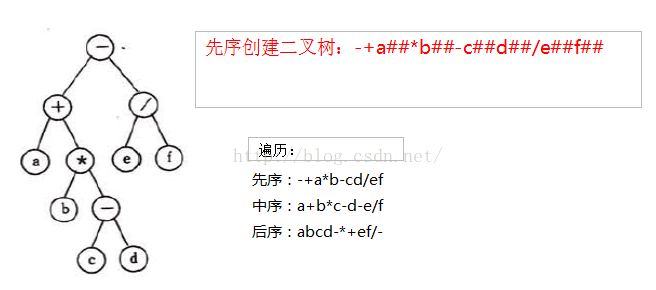 先序创建二叉树：-+a##*b##-c##d##/e##f##
−
+
/
a
*
e
f
b
−
c
d
http://blog.csdn.net/
遍历：
先序：-+a*b-cd/ef
中序：a+b*c-d-e/f
后序：abcd-*+ef/-